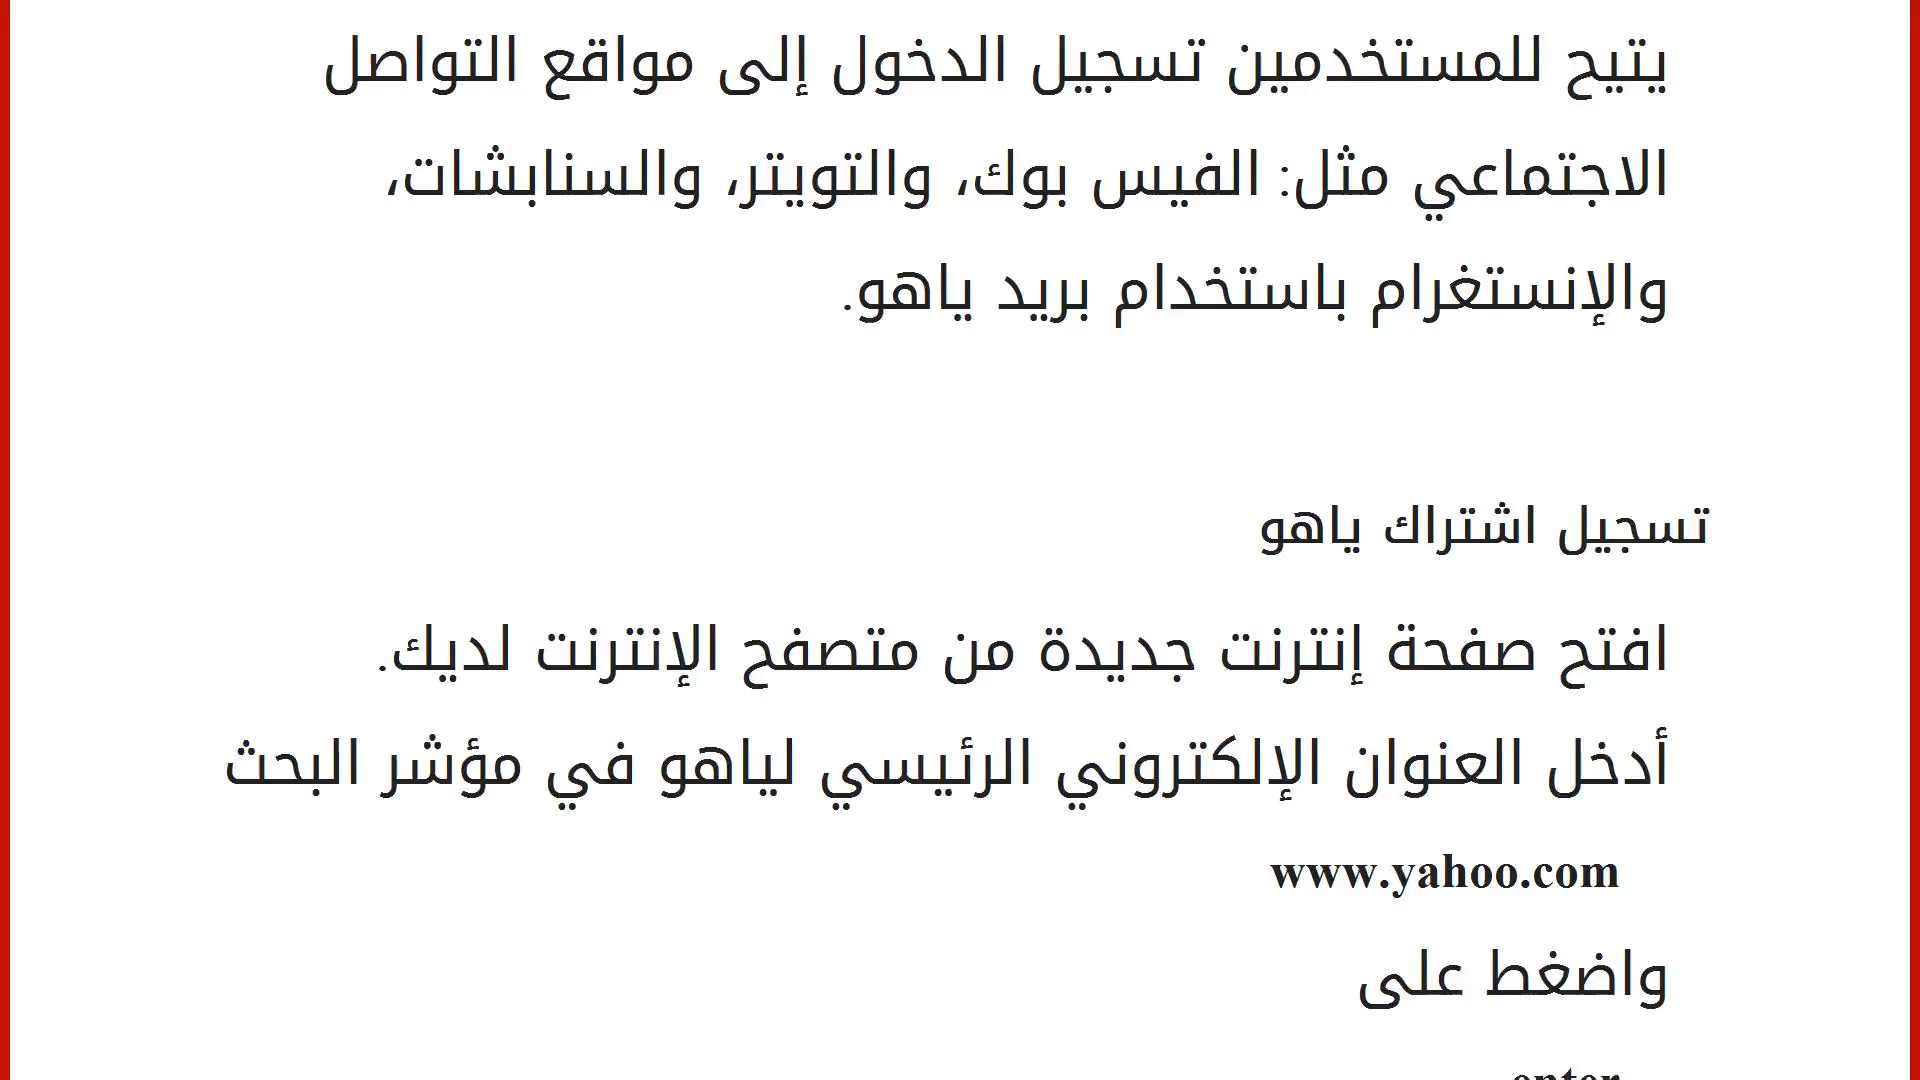 يتيح للمستخدمين تسجيل الدخول إلى مواقع التواصل
الاجتماعي مثل: الفيس بوك، والتويتر، والسنابشات،
والإنستغرام باستخدام بريد ياهو.
تسجيل اشتراك ياهو
افتح صفحة إنترنت جديدة من متصفح الإنترنت لديك.
أدخل العنوان الإلكتروني الرئيسي لياهو في مؤشر البحث
www.yahoo.com
واضغط على
enter